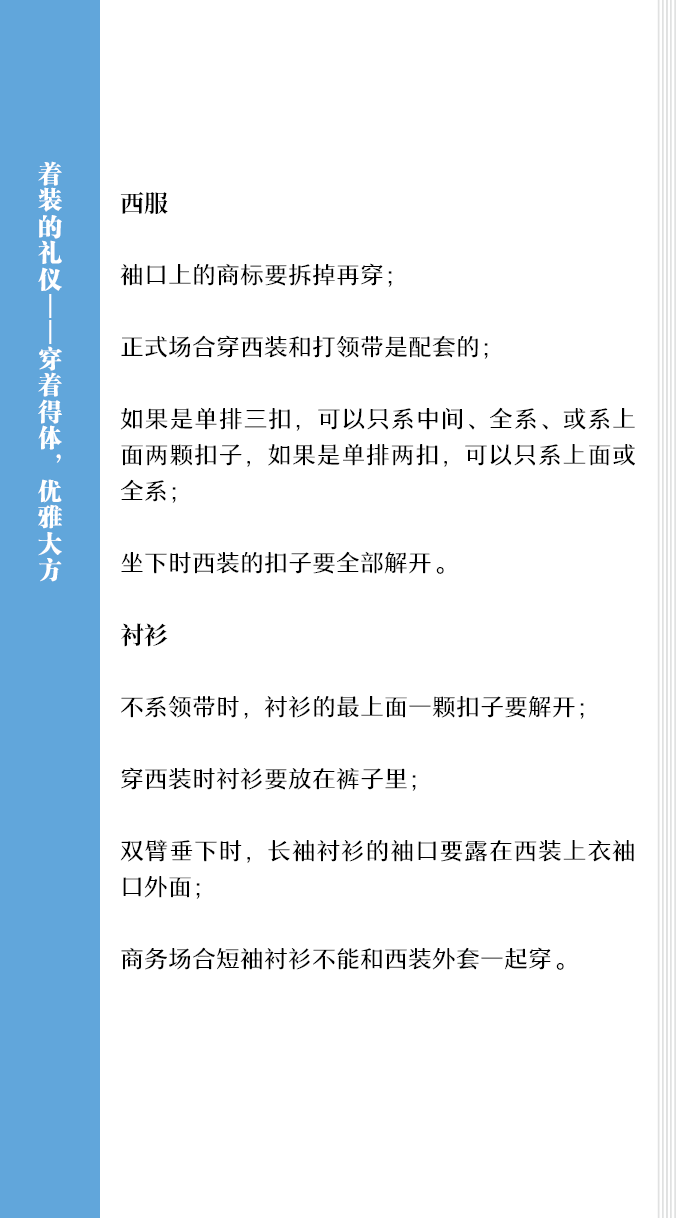 着装的礼仪——穿着得体，优雅大方
西服
袖口上的商标要拆掉再穿；
正式场合穿西装和打领带是配套的；
如果是单排三扣，可以只系中间、全系、或系上
面两颗扣子，如果是单排两扣，可以只系上面或
全系；
坐下时西装的扣子要全部解开。
衬衫
不系领带时，衬衫的最上面一颗扣子要解开；
穿西装时衬衫要放在裤子里；
双臂垂下时，长袖衬衫的袖口要露在西装上衣袖
口外面；
商务场合短袖衬衫不能和西装外套一起穿。